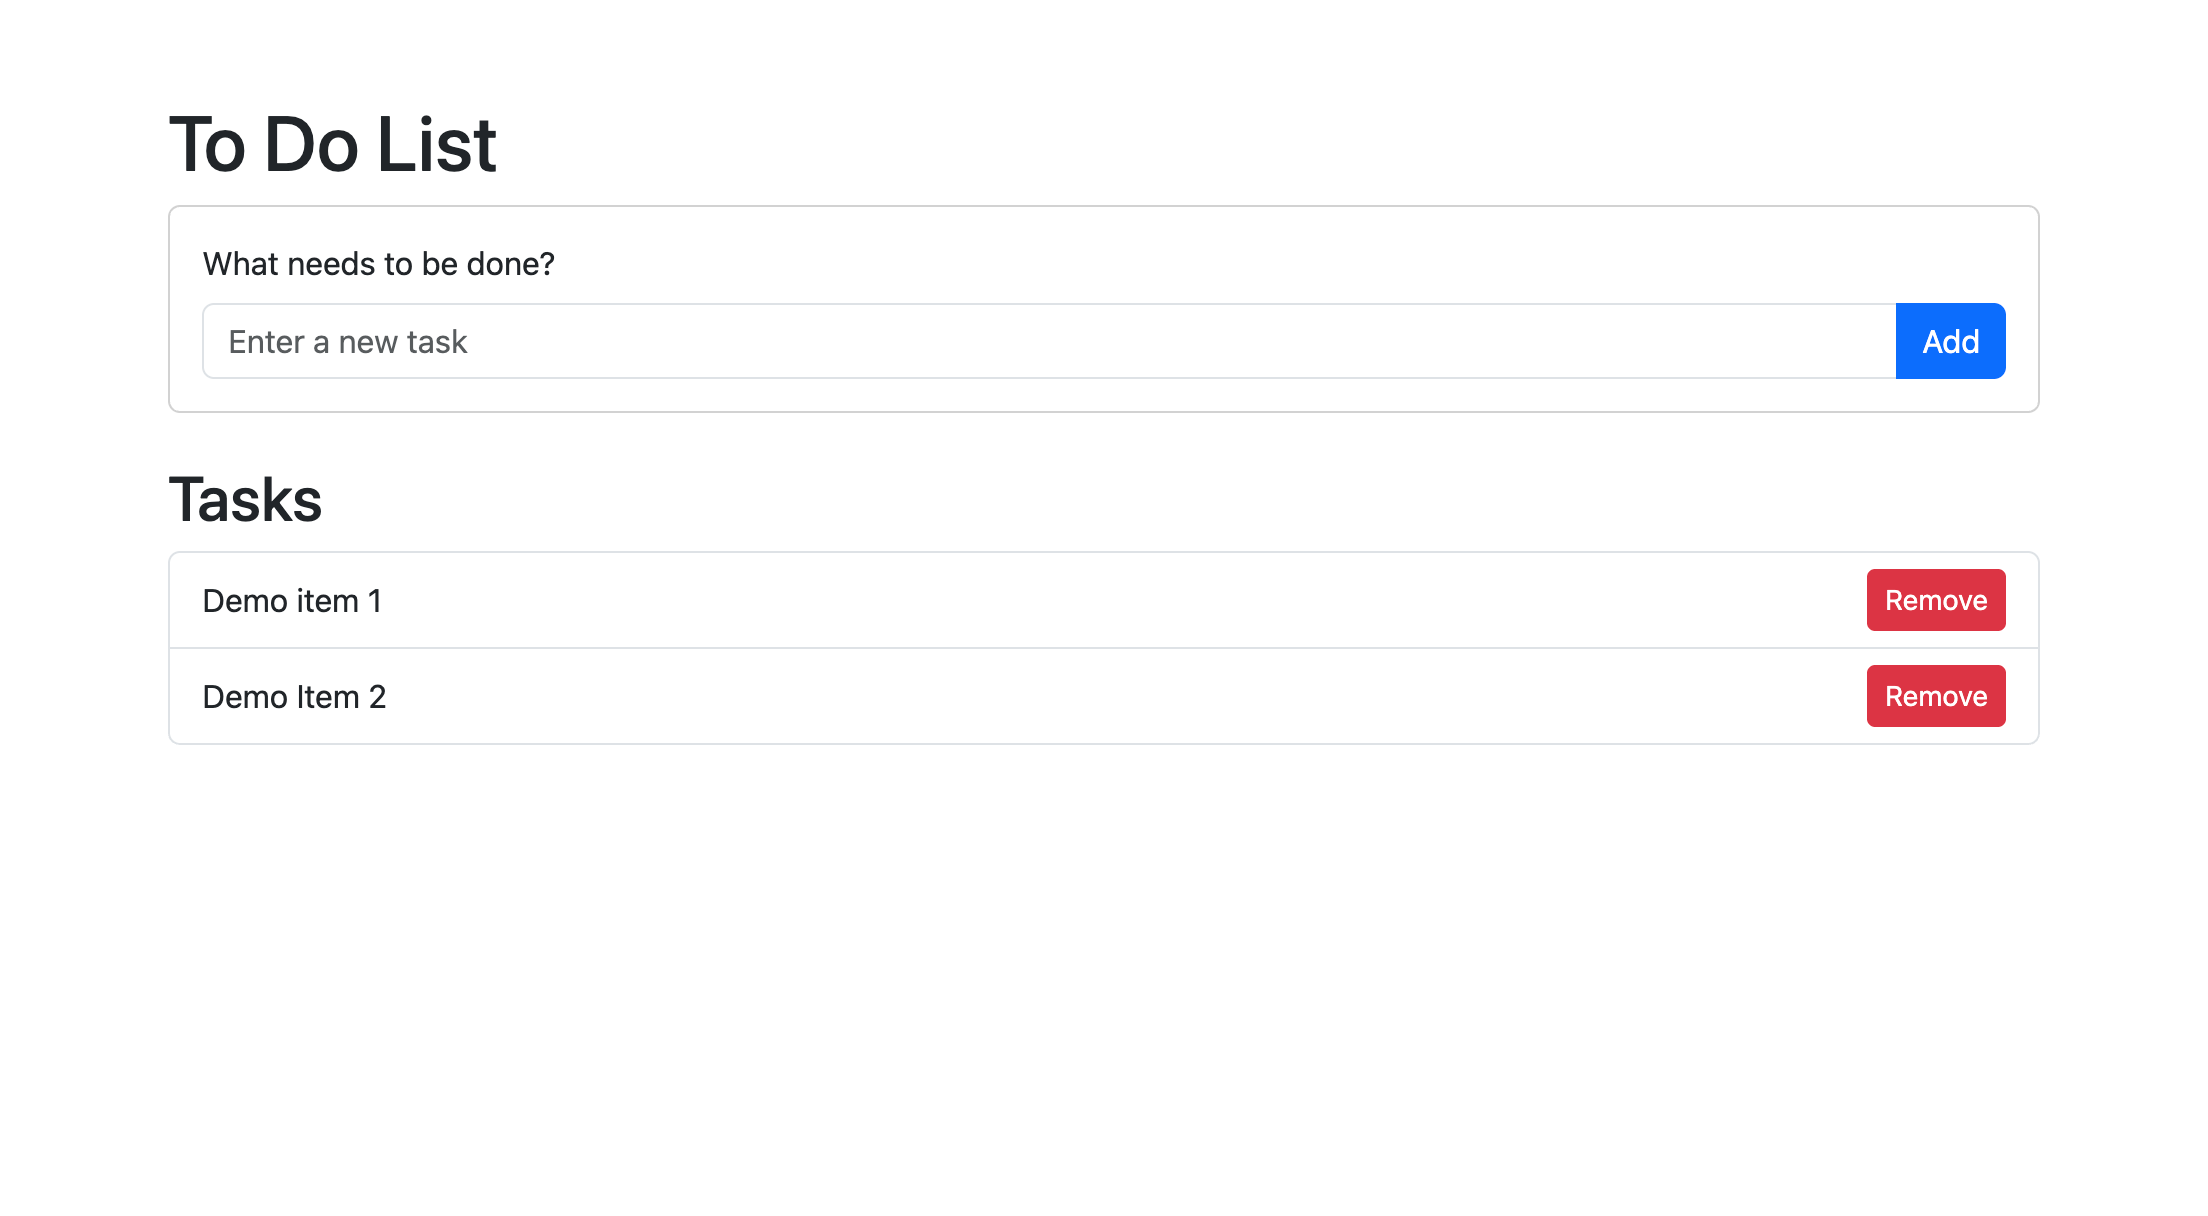 To Do List
What needs to be done?
Enter a new task
Add
Tasks
Demo item 1
Remove
Demo Item 2
Remove